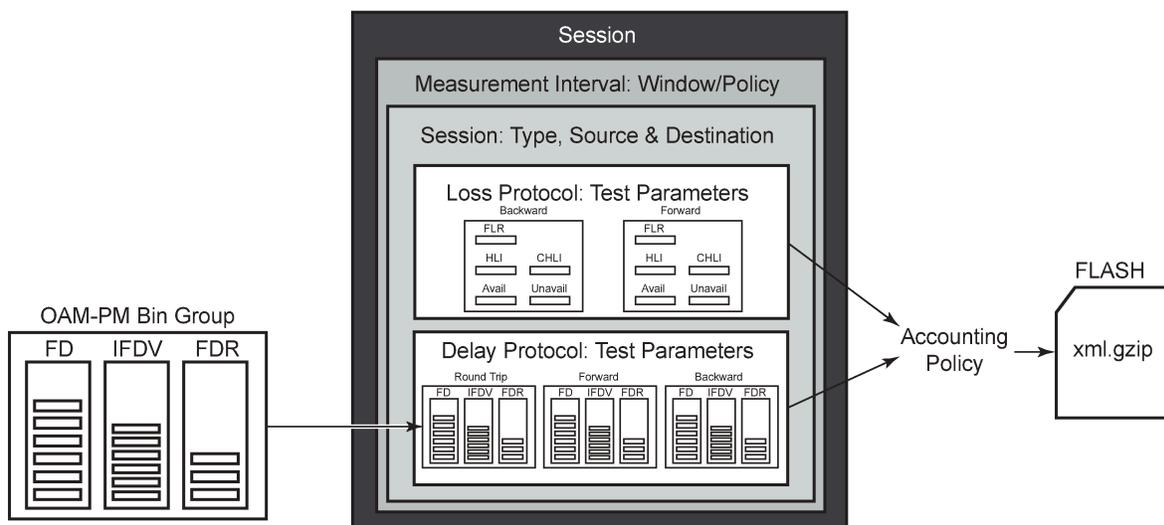 Session
Measurement Interval: Window/Policy
Session: Type, Source & Destination
Loss Protocol: Test Parameters
Backward
FLR
HLI CHLI
Avail Unavail
Forward
FLR
HLI CHLI
Avail Unavail
OAM-PM Bin Group
FD IFDV FDR
Delay Protocol: Test Parameters
Round Trip
FD IFDV FDR
Forward
FD IFDV FDR
Backward
FD IFDV FDR
Accounting
Policy
FLASH
xml.gzip